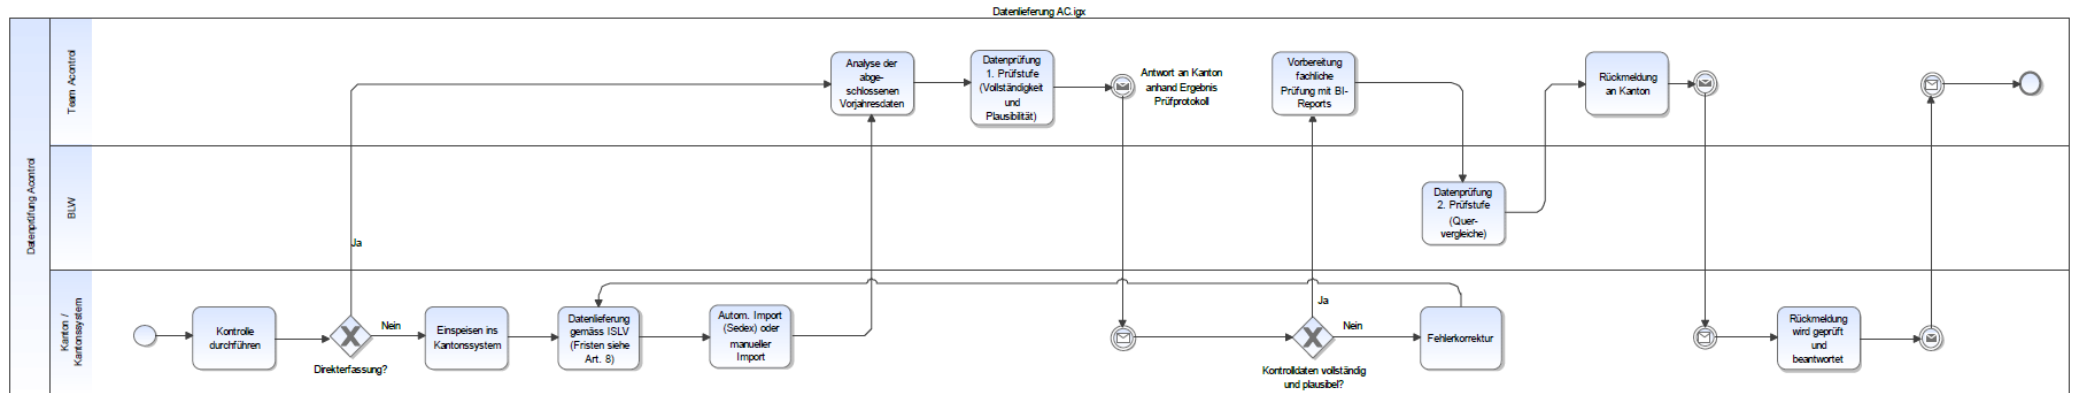 Datenlieferung AC.igx
Datenprüfung Acontrol
Team Acontrol
Analyse der
abge-
schlossenen
Vorjahresdaten
Datenprüfung
1. Prüfstufe
(Vollständigkeit
und
Plausibilität)
Antwort an Kanton
anhand Ergebnis
Prüfprotokoll
Vorbereitung
fachliche
Prüfung mit BI-
Reports
Rückmeldung
an Kanton
BLW
Ja
Datenprüfung
2. Prüfstufe
(Quer-
vergleiche)
Kanton /
Kantonssystem
Kontrolle
durchführen
Direkterfassung?
Nein
Einspeisen ins
Kantonssystem
Datenlieferung
gemäss ISLV
(Fristen siehe
Art. 8)
Autom. Import
(Sedex) oder
manueller
Import
Ja
Kontrolldaten vollständig
und plausibel?
Nein
Fehlerkorrektur
Rückmeldung
wird geprüft
und
beantwortet